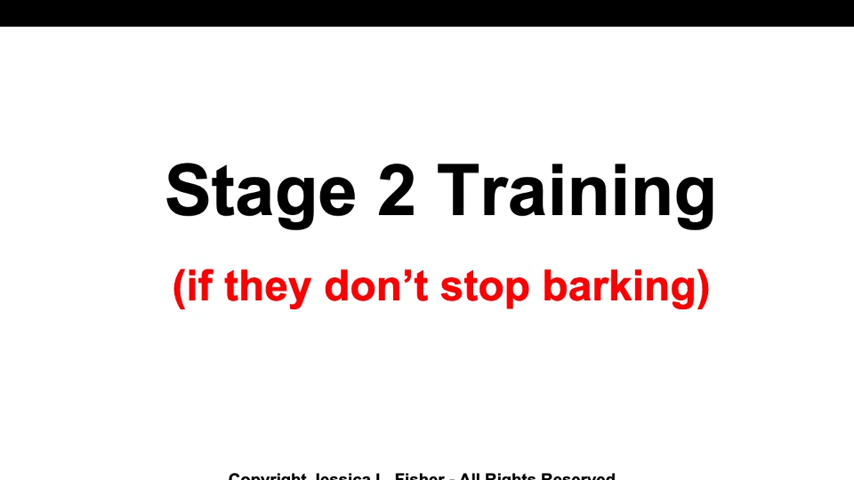 Stage 2 Training
(if they don’t stop barking)
Copyright Jessica L. Fisher - All Rights Reserved